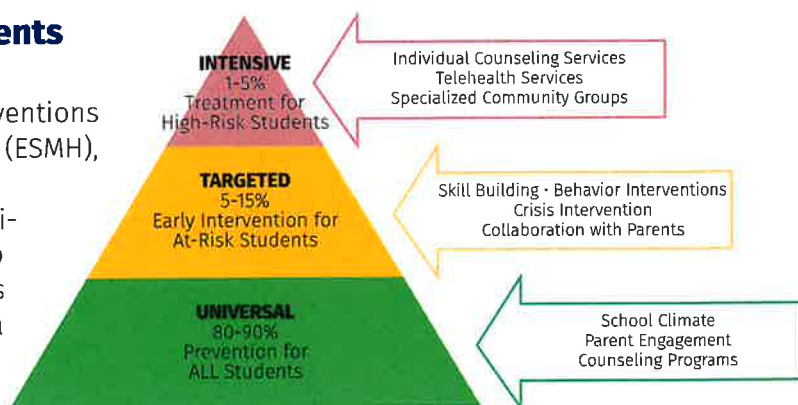 ents
ventions
(ESMH),
i-
INTENSIVE
1-5%
Treatment for
High-Risk Students
Individual Counseling Services
Telehealth Services
Specialized Community Groups
TARGETED
5-15%
Early Intervention for
At-Risk Students
Skill Building · Behavior Interventions
Crisis Intervention
Collaboration with Parents
UNIVERSAL
80-90%
Prevention for
ALL Students
School Climate
Parent Engagement
Counseling Programs